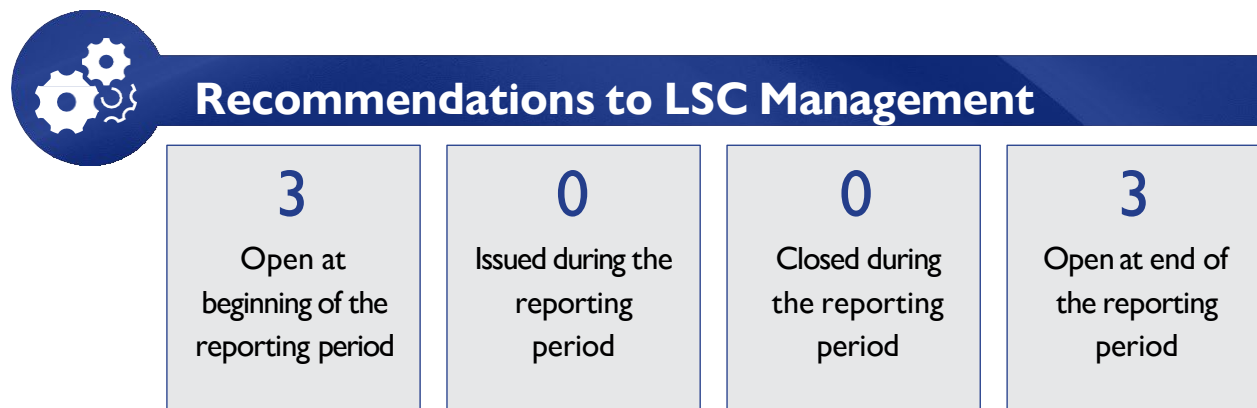 Recommendations to LSC Management
3
Open at
beginning of the
reporting period
0
Issued during the
reporting
period
0
Closed during
the reporting
period
3
Open at end of
the reporting
period